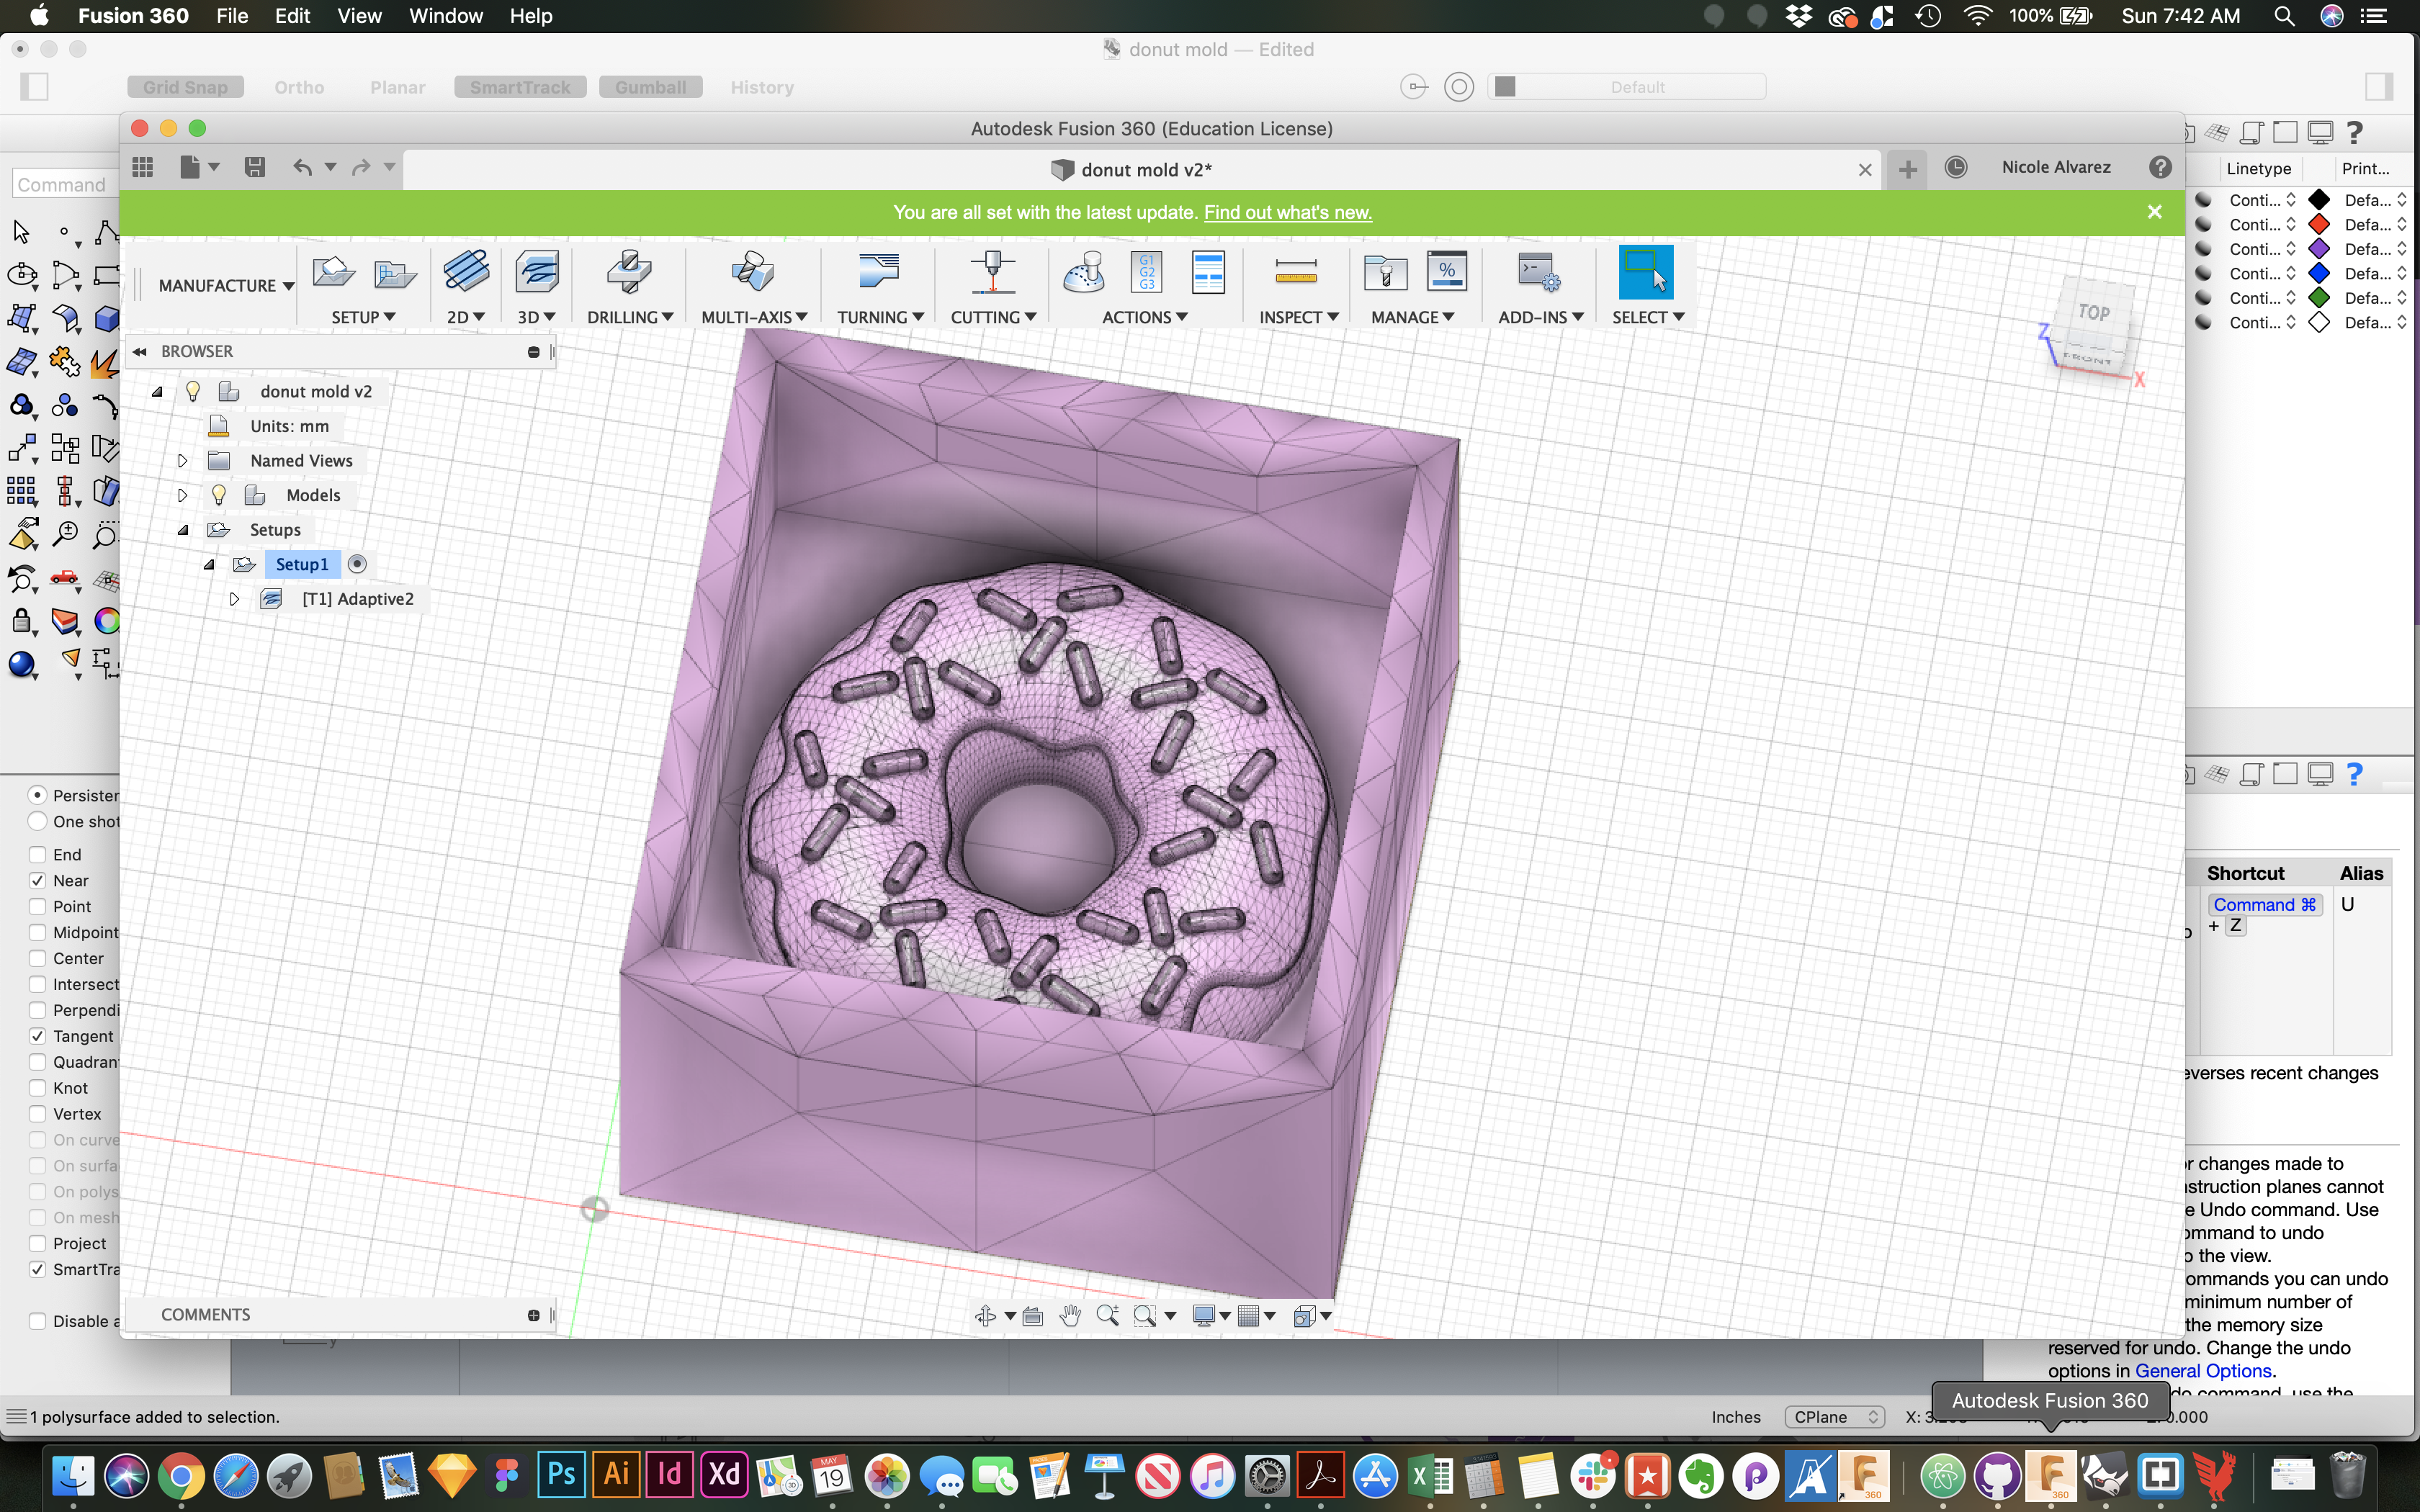 Fusion 360 File Edit View Window Help
100% Sun 7:42 AM
donut mold — Edited
Grid Snap Ortho Planar SmartTrack Gumball History
Default
Autodesk Fusion 360 (Education License)
donut mold v2*
Nicole Alvarez
You are all set with the latest update. Find out what's new.
Command
Linetype Print...
Conti... Defa...
Conti... Defa...
Conti... Defa...
Conti... Defa...
Conti... Defa...
Conti... Defa...
MANUFACTURE
G1
G2
G3
%
SETUP 2D 3D DRILLING MULTI-AXIS TURNING CUTTING ACTIONS INSPECT MANAGE ADD-INS SELECT
TOP
FRONT
Z
X
BROWSER
donut mold v2
Units: mm
Named Views
Models
Setups
Setup1
[T1] Adaptive2
Persister
One shot
End
Near
Point
Midpoint
Center
Intersect
Perpendi
Tangent
Quadran
Knot
Vertex
On curve
On surfa
On polys
On mesh
Project
SmartTra
Disable a
COMMENTS
Shortcut Alias
Command ⌘ U
+ Z
everses recent changes
r changes made to
struction planes cannot
e Undo command. Use
mmand to undo
o the view.
ommands you can undo
minimum number of
the memory size
reserved for undo. Change the undo
options in General Options.
do command, use the
Autodesk Fusion 360
1 polysurface added to selection.
Inches CPlane X: 0.000
Ps Ai Id Xd
MAY
19
360
360